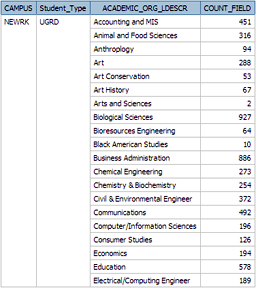 CAMPUS Student_Type ACADEMIC_ORG_LDESCR COUNT_FIELD
NEWRK UGRD Accounting and MIS 451
Animal and Food Sciences 316
Anthroplogy 94
Art 288
Art Conservation 53
Art History 67
Arts and Sciences 2
Biological Sciences 927
Bioresources Engineering 64
Black American Studies 10
Business Administration 886
Chemical Engineering 273
Chemistry & Biochemistry 254
Civil & Environmental Engineer 372
Communications 492
Computer/Information Sciences 196
Consumer Studies 126
Economics 194
Education 578
Electrical/Computing Engineer 189